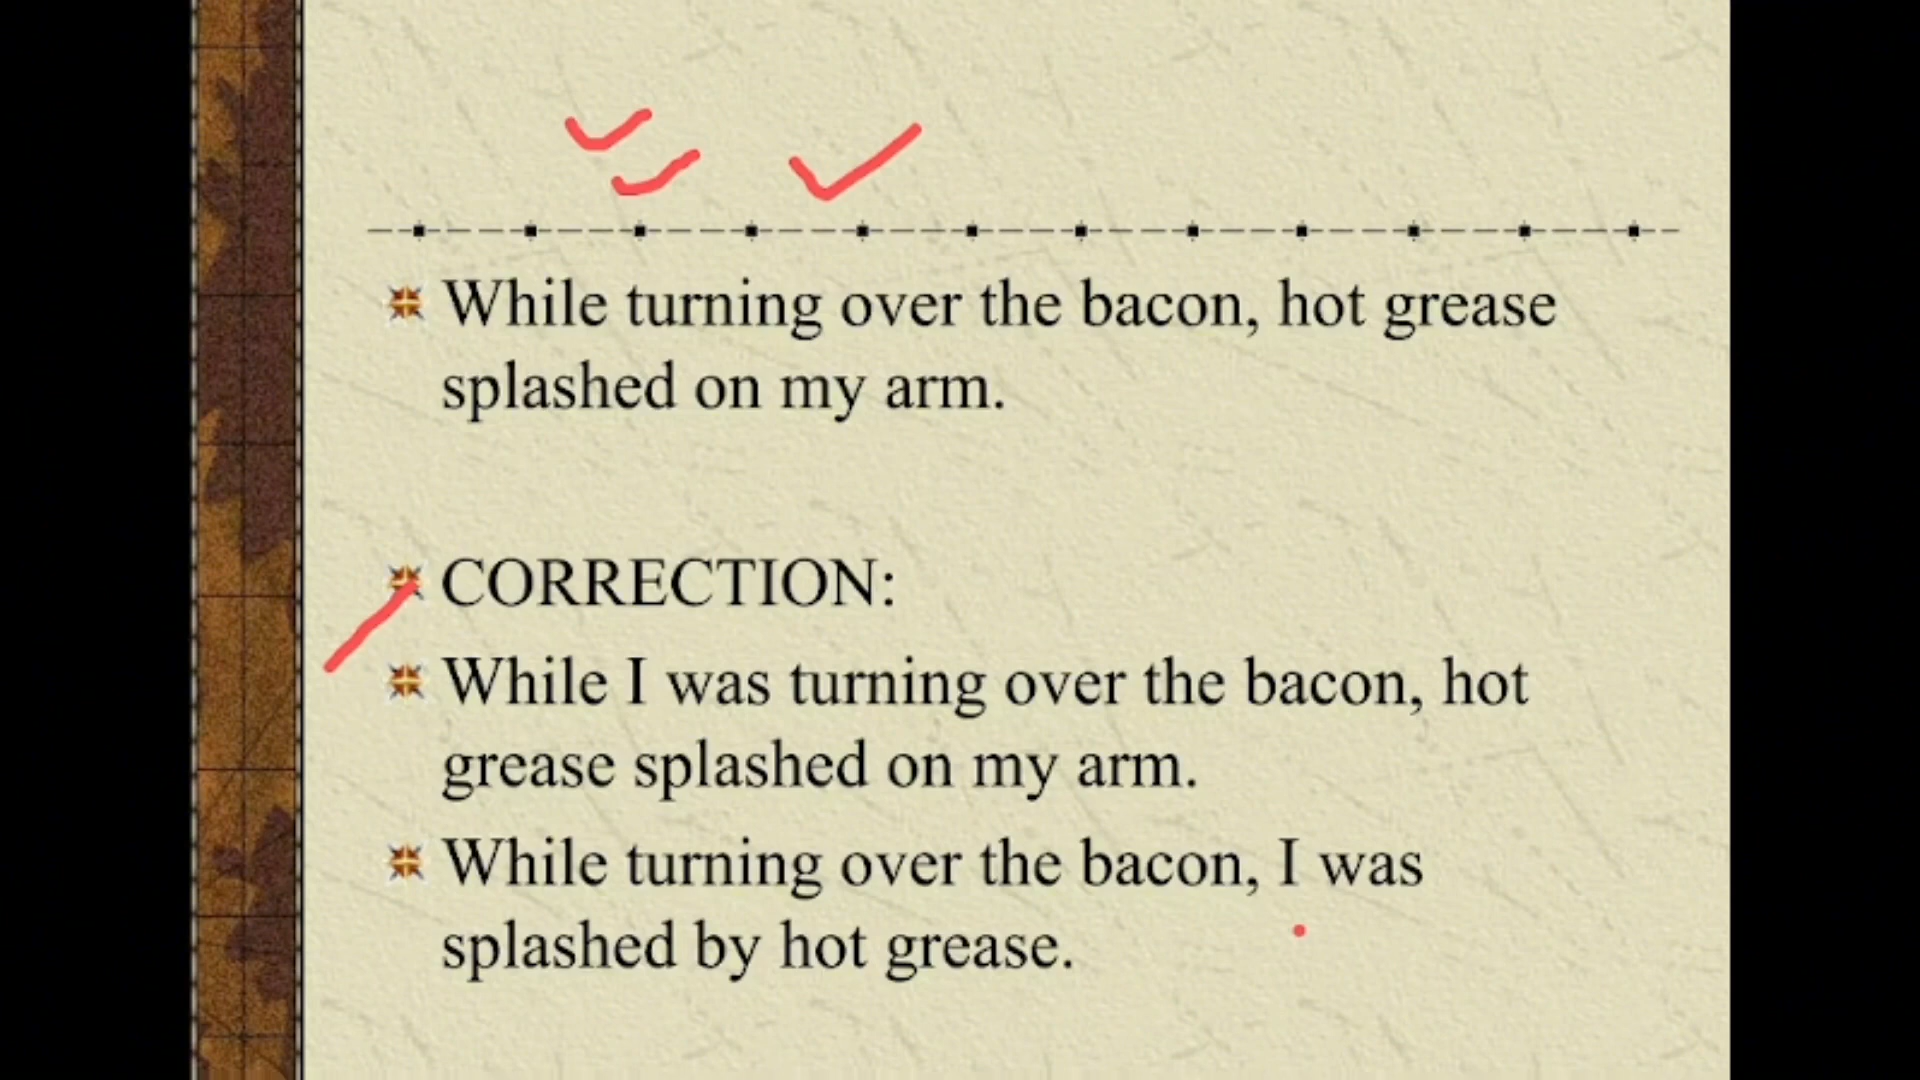 While turning over the bacon, hot grease
splashed on my arm.
CORRECTION:
While I was turning over the bacon, hot
grease splashed on my arm.
While turning over the bacon, I was
splashed by hot grease.